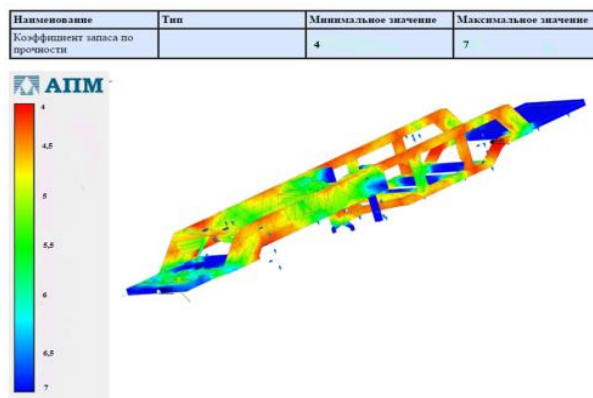 Наименование Тип Минимальное значение Максимальное значение
Коэффициент запаса по прочности 4 7
АПМ
4
4,5
5
5,5
6
6,5
7